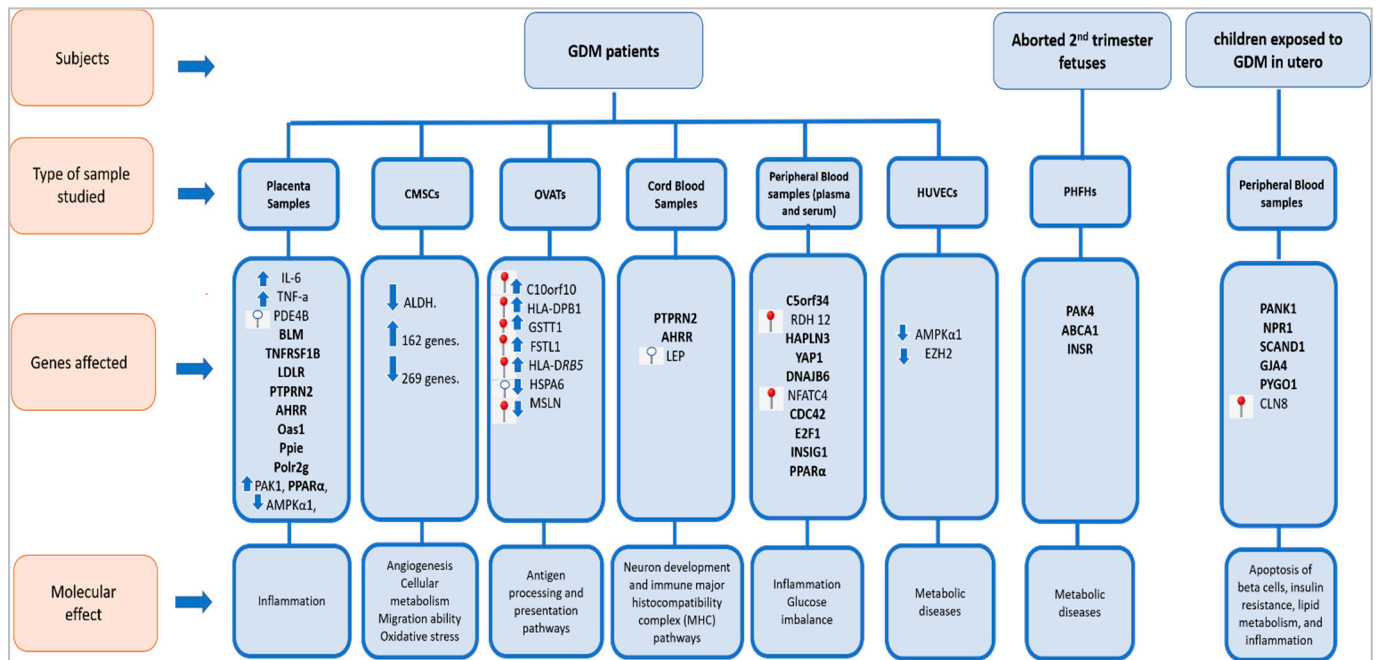 Subjects
GDM patients
Aborted 2nd trimester
fetuses
children exposed to
GDM in utero
Type of sample
studied
Placenta
Samples
CMSCs
OVATs
Cord Blood
Samples
Peripheral Blood
samples (plasma
and serum)
HUVECs
PHFHs
Peripheral Blood
samples
Genes affected
IL-6
TNF-a
PDE4B
BLM
TNFRSF1B
LDLR
PTPRN2
AHRR
Oas1
Ppie
Polr2g
PAK1, PPARα,
AMPKα1,
ALDH.
162 genes.
269 genes.
C10orf10
HLA-DPB1
GSTT1
FSTL1
HLA-DRB5
HSPA6
MSLN
PTPRN2
AHRR
LEP
C5orf34
RDH 12
HAPLN3
YAP1
DNAJB6
NFATC4
CDC42
E2F1
INSIG1
PPARα
AMPKα1
EZH2
PAK4
ABCA1
INSR
PANK1
NPR1
SCAND1
GJA4
PYGO1
CLN8
Molecular
effect
Inflammation
Angiogenesis
Cellular
metabolism
Migration ability
Oxidative stress
Antigen
processing and
presentation
pathways
Neuron development
and immune major
histocompatibility
complex (MHC)
pathways
Inflammation
Glucose
imbalance
Metabolic
diseases
Metabolic
diseases
Apoptosis of
beta cells, insulin
resistance, lipid
metabolism, and
inflammation